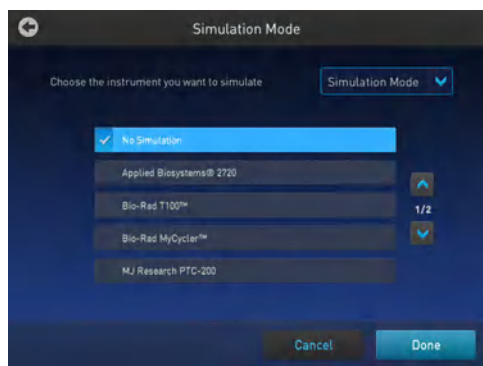 Simulation Mode
Choose the instrument you want to simulate
Simulation Mode
No Simulation
Applied Biosystems® 2720
Bio-Rad T100™
Bio-Rad MyCycler™
MJ Research PTC-200
1/2
Cancel
Done